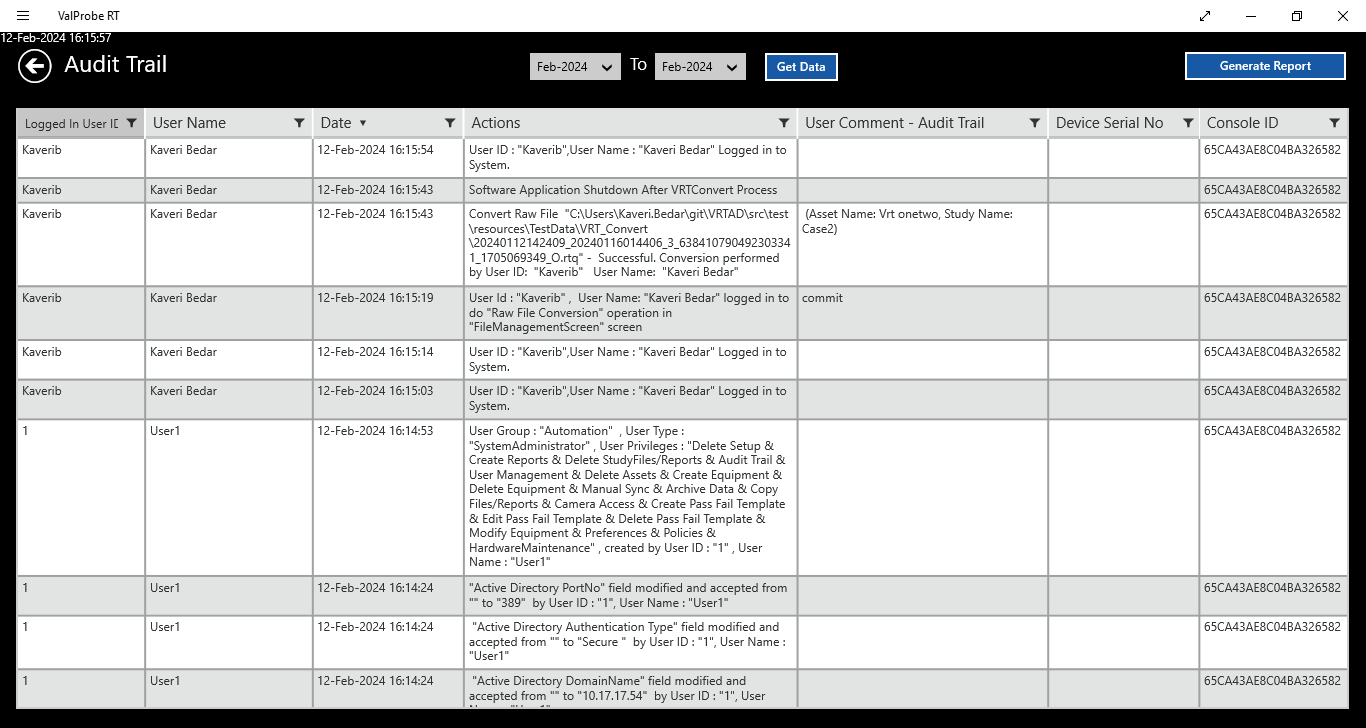 ValProbe RT
12-Feb-2024 16:15:57
Audit Trail
Feb-2024 To Feb-2024 Get Data
Generate Report
Logged In User ID User Name Date Actions User Comment - Audit Trail Device Serial No Console ID
Kaverib Kaveri Bedar 12-Feb-2024 16:15:54 User ID : "Kaverib",User Name : "Kaveri Bedar" Logged in to 65CA43AE8C04BA326582
System.
Kaverib Kaveri Bedar 12-Feb-2024 16:15:43 Software Application Shutdown After VRTConvert Process 65CA43AE8C04BA326582
Kaverib Kaveri Bedar 12-Feb-2024 16:15:43 Convert Raw File "C:\Users\Kaveri.Bedar\git\VRTAD\src\test (Asset Name: Vrt onetwo, Study Name: 65CA43AE8C04BA326582
\resources\TestData\VRT_Convert Case2)
\20240112142409_20240116014406_3_63841079049230334
1_1705069349_O.rtq" - Successful. Conversion performed
by User ID: "Kaverib" User Name: "Kaveri Bedar"
Kaverib Kaveri Bedar 12-Feb-2024 16:15:19 User Id : "Kaverib" , User Name: "Kaveri Bedar" logged in to commit 65CA43AE8C04BA326582
do "Raw File Conversion" operation in
"FileManagementScreen" screen
Kaverib Kaveri Bedar 12-Feb-2024 16:15:14 User ID : "Kaverib",User Name : "Kaveri Bedar" Logged in to 65CA43AE8C04BA326582
System.
Kaverib Kaveri Bedar 12-Feb-2024 16:15:03 User ID : "Kaverib",User Name : "Kaveri Bedar" Logged in to 65CA43AE8C04BA326582
System.
1 User1 12-Feb-2024 16:14:53 User Group : "Automation" , User Type : 65CA43AE8C04BA326582
"SystemAdministrator" , User Privileges : "Delete Setup &
Create Reports & Delete StudyFiles/Reports & Audit Trail &
User Management & Delete Assets & Create Equipment &
Delete Equipment & Manual Sync & Archive Data & Copy
Files/Reports & Camera Access & Create Pass Fail Template
& Edit Pass Fail Template & Delete Pass Fail Template &
Modify Equipment & Preferences & Policies &
HardwareMaintenance" , created by User ID : "1" , User
Name : "User1"
1 User1 12-Feb-2024 16:14:24 "Active Directory PortNo" field modified and accepted from 65CA43AE8C04BA326582
"" to "389" by User ID : "1", User Name : "User1"
1 User1 12-Feb-2024 16:14:24 "Active Directory Authentication Type" field modified and 65CA43AE8C04BA326582
accepted from "" to "Secure " by User ID : "1", User Name :
"User1"
1 User1 12-Feb-2024 16:14:24 "Active Directory DomainName" field modified and 65CA43AE8C04BA326582
accepted from "" to "10.17.17.54" by User ID : "1", User